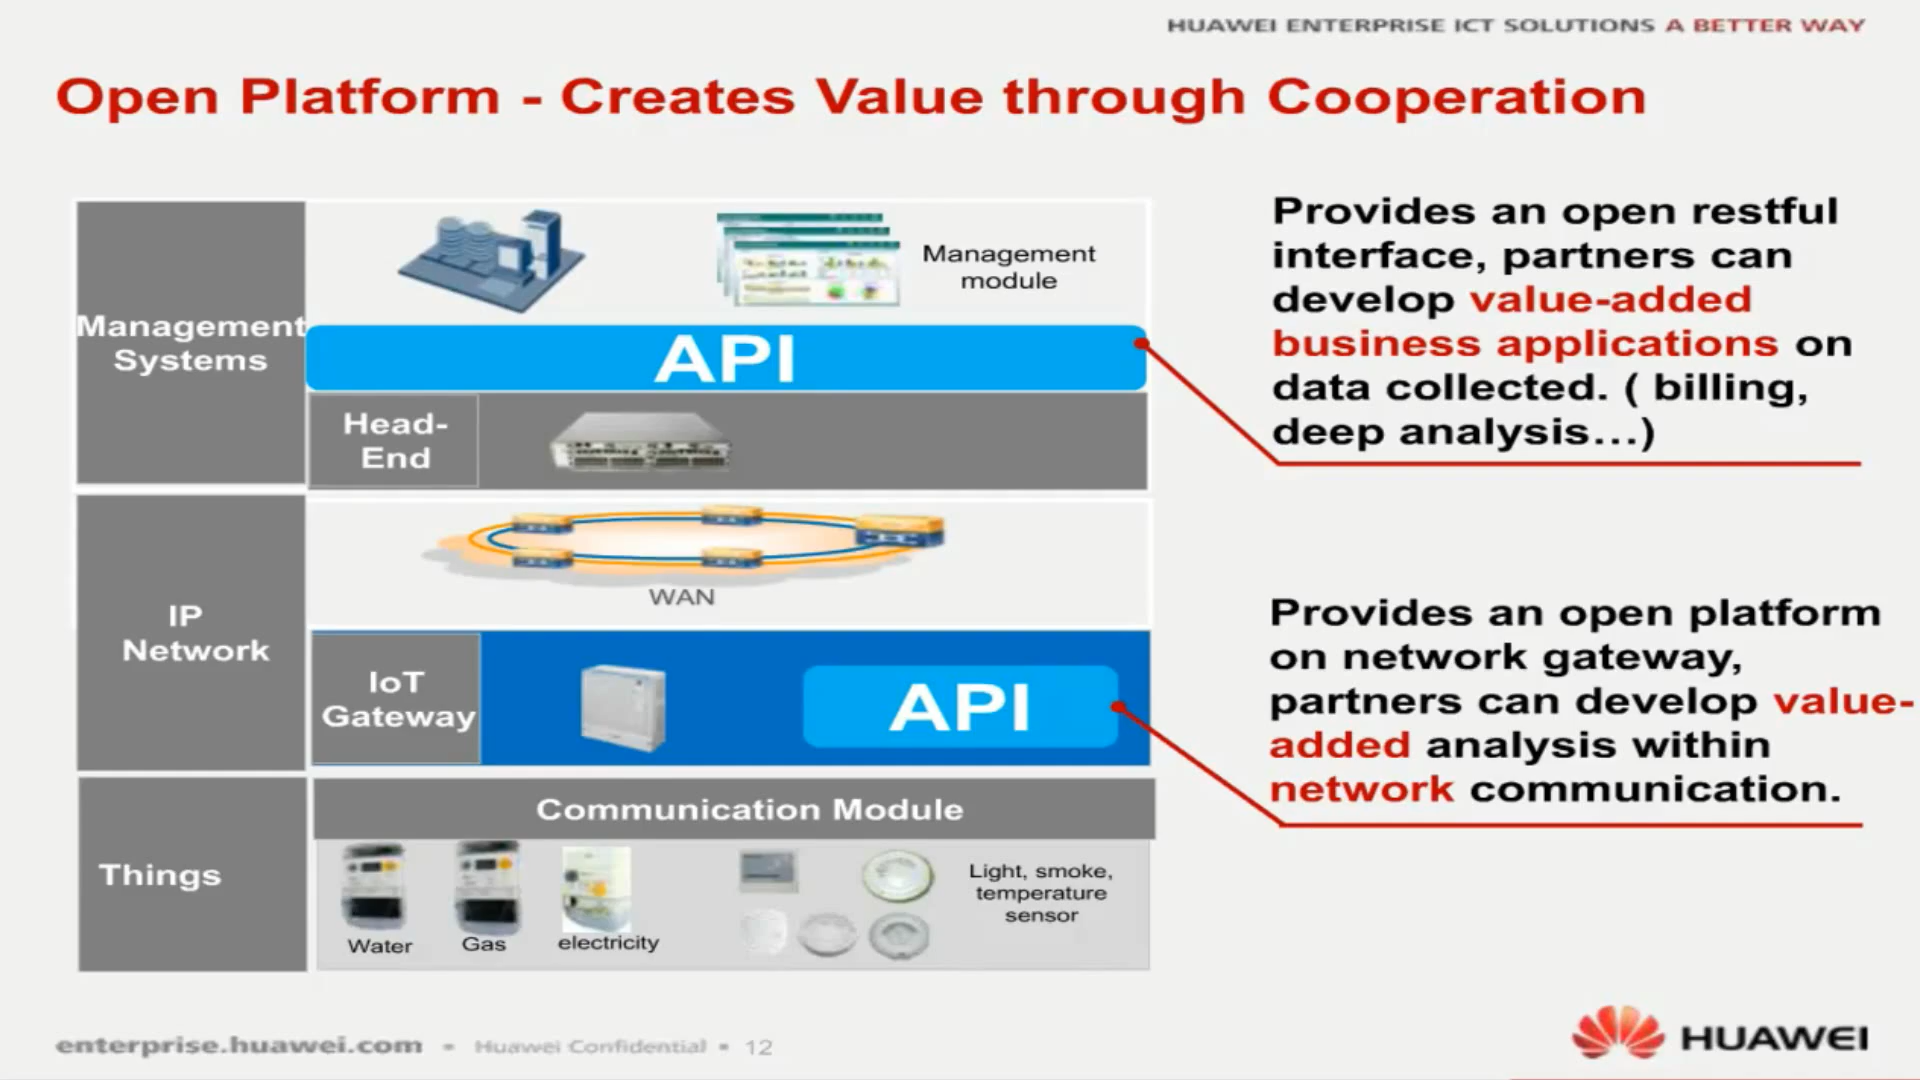 HUAWEI ENTERPRISE ICT SOLUTIONS A BETTER WAY
Open Platform - Creates Value through Cooperation
Management
Systems
Management
module
API
Head-
End
Provides an open restful
interface, partners can
develop value-added
business applications on
data collected. ( billing,
deep analysis...)
IP
Network
WAN
IoT
Gateway
API
Provides an open platform
on network gateway,
partners can develop value-
added analysis within
network communication.
Things
Communication Module
Water
Gas
electricity
Light, smoke,
temperature
sensor
enterprise.huawei.com ▪ Huawei Confidential ▪ 12
HUAWEI